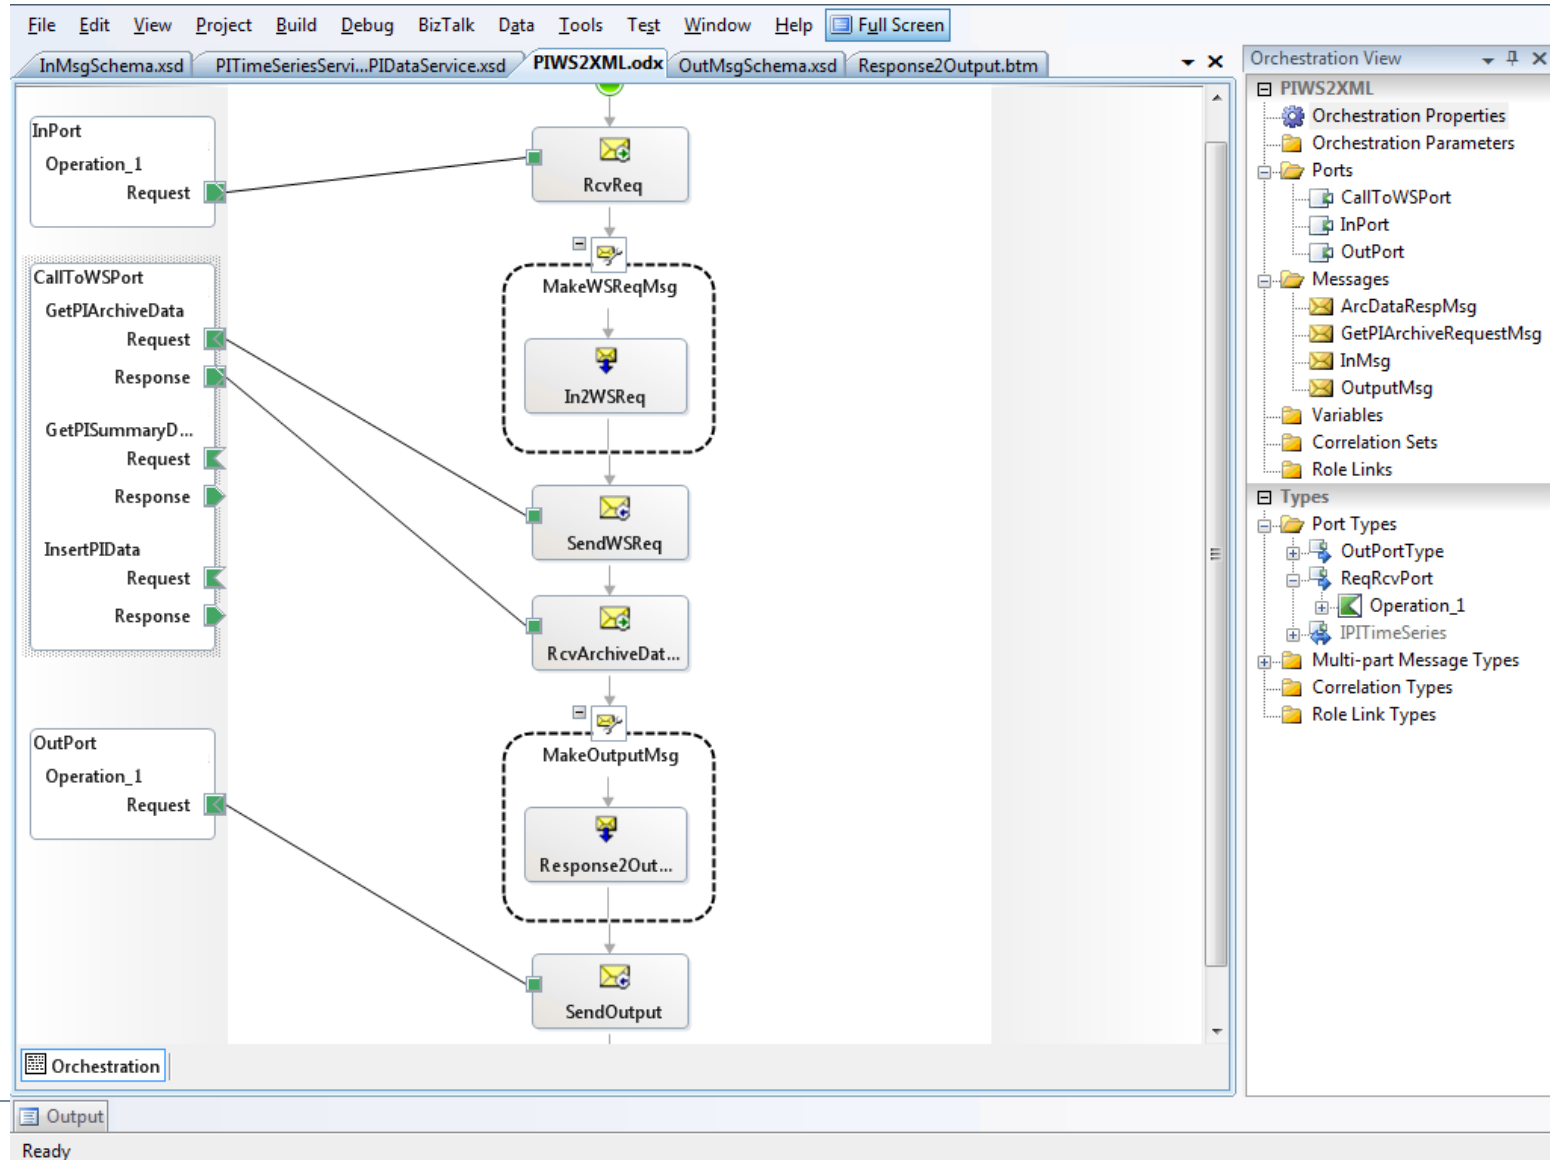 File Edit View Project Build Debug BizTalk Data Tools Test Window Help Full Screen
InMsgSchema.xsd PITimeSeriesServi...PIDataService.xsd PIWS2XML.odx OutMsgSchema.xsd Response2Output.btm
InPort
Operation_1
Request
CallToWSPort
GetPIArchiveData
Request
Response
GetPISummaryD...
Request
Response
InsertPIData
Request
Response
OutPort
Operation_1
Request
RcvReq
MakeWSReqMsg
In2WSReq
SendWSReq
RcvArchiveDat...
MakeOutputMsg
Response2Out...
SendOutput
Orchestration
Orchestration View
PIWS2XML
Orchestration Properties
Orchestration Parameters
Ports
CallToWSPort
InPort
OutPort
Messages
ArcDataRespMsg
GetPIArchiveRequestMsg
InMsg
OutputMsg
Variables
Correlation Sets
Role Links
Types
Port Types
OutPortType
ReqRcvPort
Operation_1
IPITimeSeries
Multi-part Message Types
Correlation Types
Role Link Types
Output
Ready